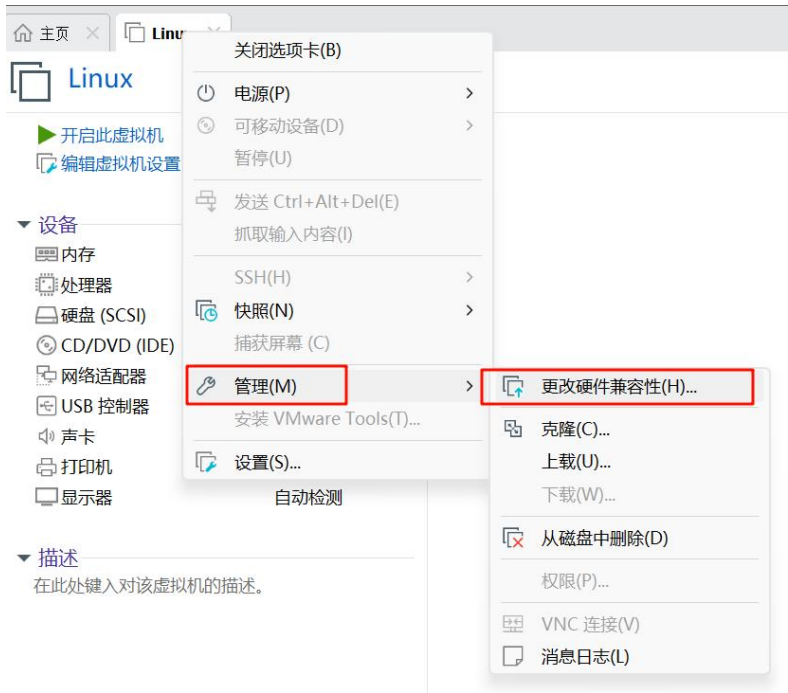 主页
Linux
关闭选项卡(B)
Linux
电源(P)
开启此虚拟机
可移动设备(D)
编辑虚拟机设置
暂停(U)
发送 Ctrl+Alt+Del(E)
设备
抓取输入内容(I)
内存
处理器
SSH(H)
硬盘 (SCSI)
快照(N)
CD/DVD (IDE)
捕获屏幕 (C)
网络适配器
管理(M)
更改硬件兼容性(H)...
USB 控制器
安装 VMware Tools(T)...
克隆(C)...
声卡
打印机
设置(S)...
上载(U)...
显示器
自动检测
下载(W)...
从磁盘中删除(D)
描述
在此处键入对该虚拟机的描述。
权限(P)...
VNC 连接(V)
消息日志(L)